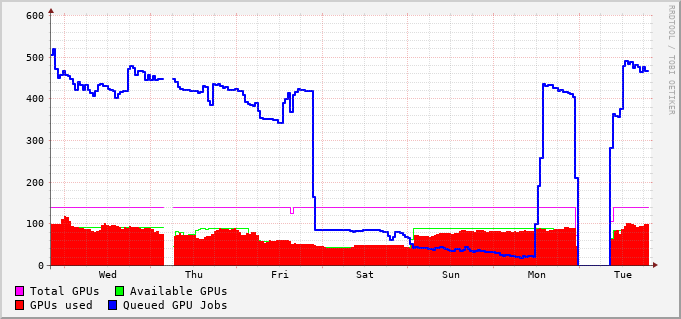 600
500
400
300
200
100
0
Wed Thu Fri Sat Sun Mon Tue
Total GPUs Available GPUs
GPUs used Queued GPU Jobs
RRDTOOL / TOBI OETIKER